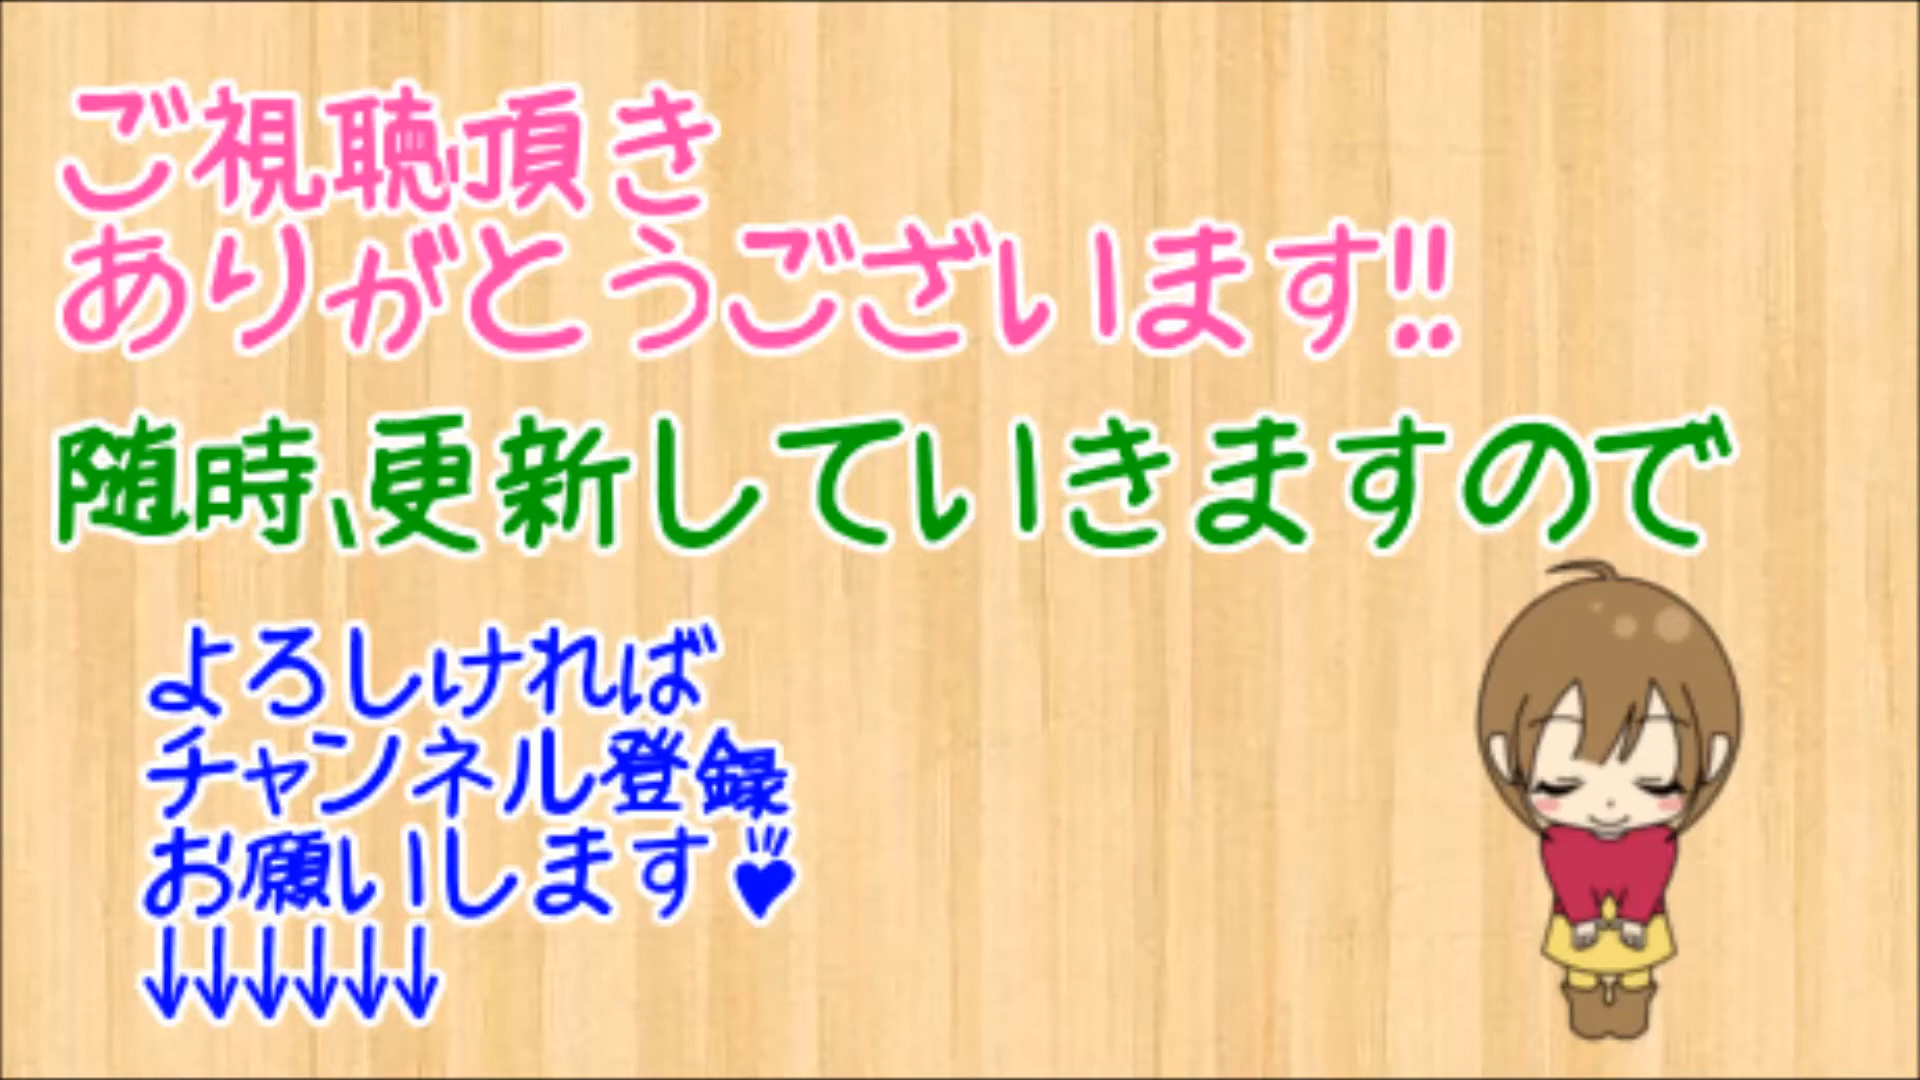 ご視聴頂き
ありがとうございます!!
随時、更新していきますので
よろしければ
チャンネル登録
お願いします♥
↓↓↓↓↓↓